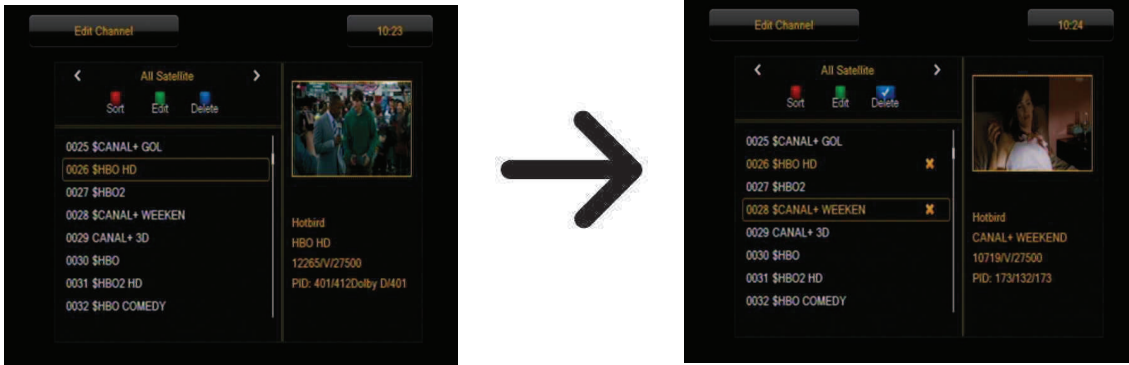 Edit Channel
10:23
All Satellite
Sort Edit Delete
0025 $CANAL+ GOL
0026 $HBO HD
0027 $HBO2
0028 $CANAL+ WEEKEN
0029 CANAL+ 3D
0030 $HBO
0031 $HBO2 HD
0032 $HBO COMEDY
Hotbird
HBO HD
12265/V/27500
PID: 401/412Dolby D/401
Edit Channel
10:24
All Satellite
Sort Edit Delete
0025 $CANAL+ GOL
0026 $HBO HD
0027 $HBO2
0028 $CANAL+ WEEKEN
0029 CANAL+ 3D
0030 $HBO
0031 $HBO2 HD
0032 $HBO COMEDY
Hotbird
CANAL+ WEEKEND
10719/V/27500
PID: 173/132/173